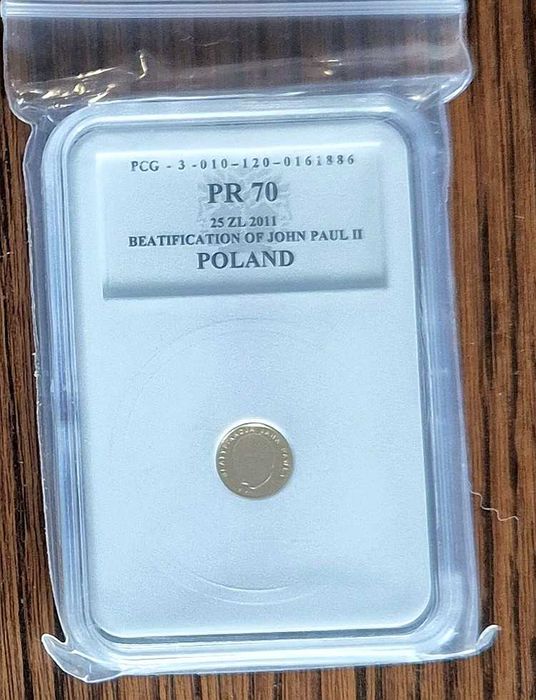 PCG - 3 - 010 - 120 - 0161886
PR 70
25 ZL 2011
BEATIFICATION OF JOHN PAUL II
POLAND